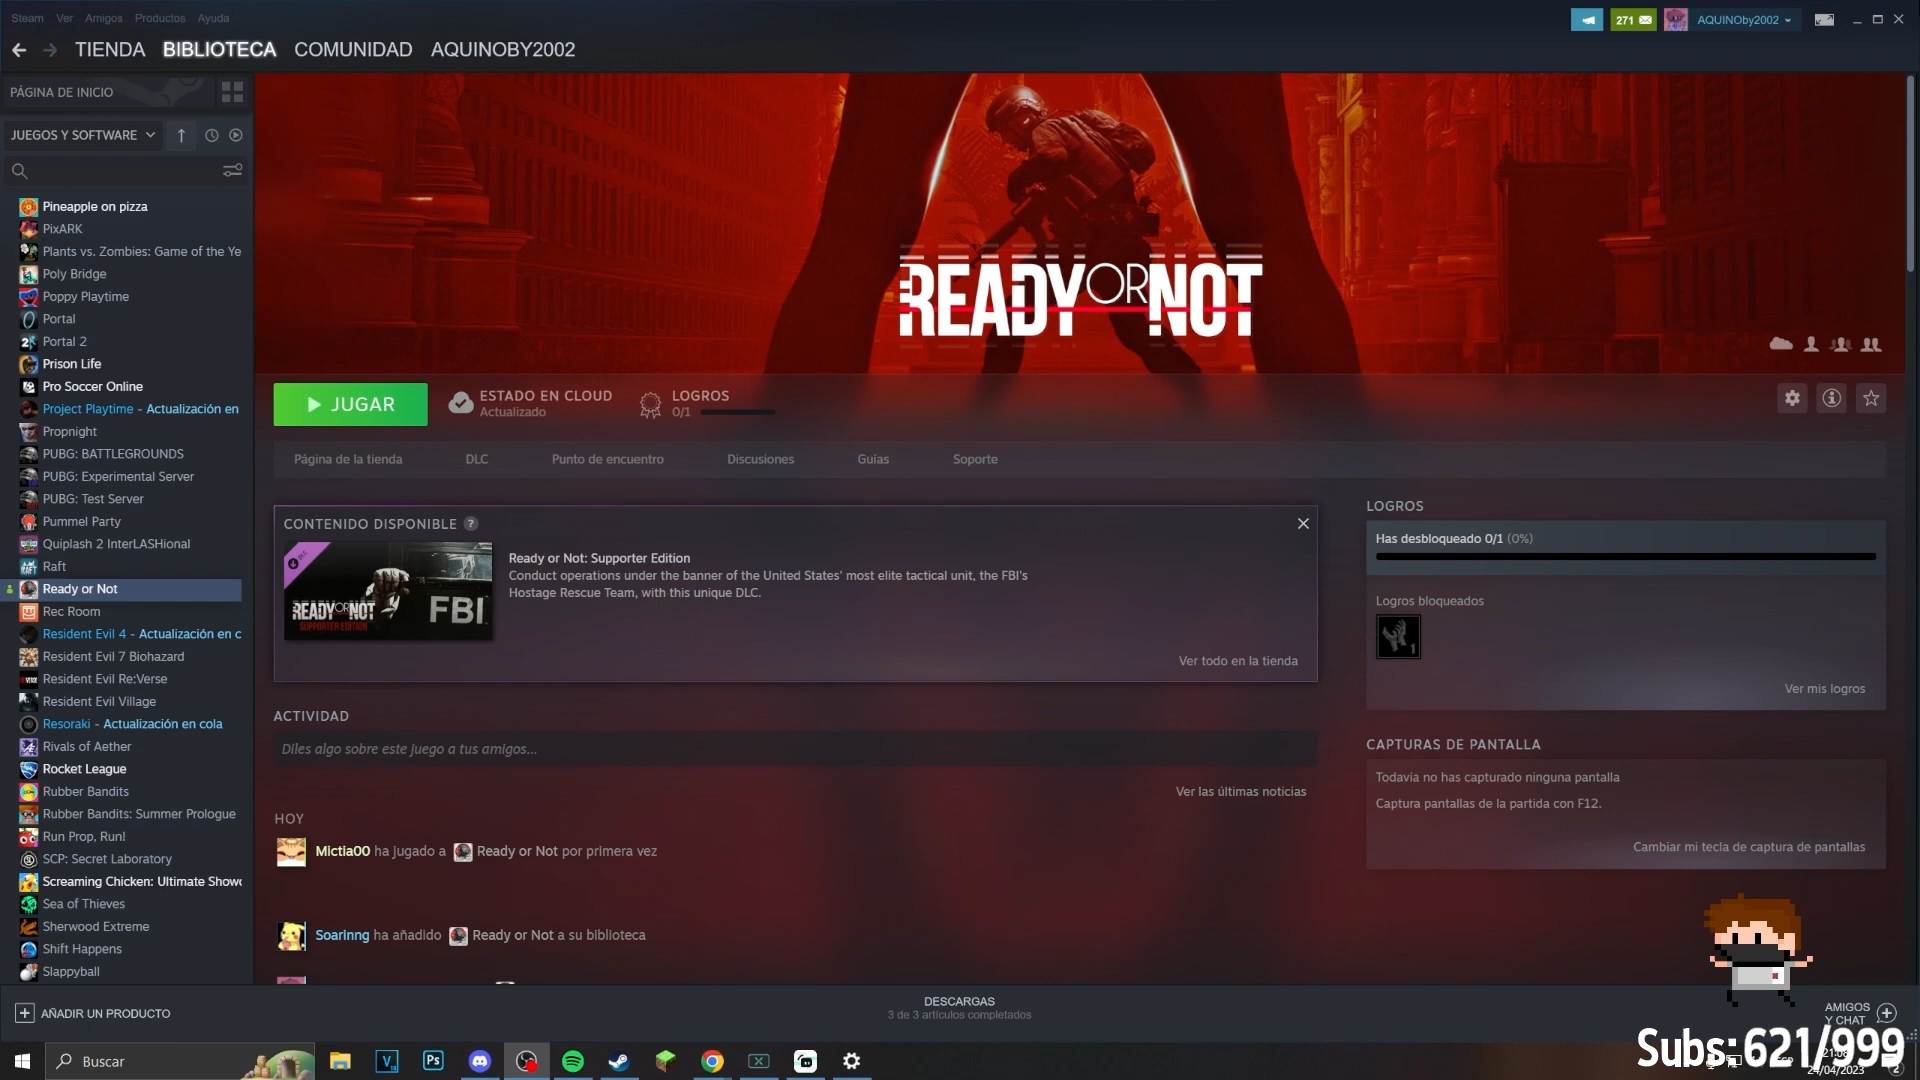 Steam Ver Amigos Productos Ayuda
271
AQUINOby2002
TIENDA BIBLIOTECA COMUNIDAD AQUINOBY2002
PÁGINA DE INICIO
JUEGOS Y SOFTWARE
Pineapple on pizza
PixARK
Plants vs. Zombies: Game of the Ye
Poly Bridge
Poppy Playtime
Portal
Portal 2
Prison Life
Pro Soccer Online
Project Playtime - Actualización en
Propnight
PUBG: BATTLEGROUNDS
PUBG: Experimental Server
PUBG: Test Server
Pummel Party
Quiplash 2 InterLASHional
Raft
Ready or Not
Rec Room
Resident Evil 4 - Actualización en c
Resident Evil 7 Biohazard
Resident Evil Re:Verse
Resident Evil Village
Resoraki - Actualización en cola
Rivals of Aether
Rocket League
Rubber Bandits
Rubber Bandits: Summer Prologue
Run Prop, Run!
SCP: Secret Laboratory
Screaming Chicken: Ultimate Show
Sea of Thieves
Sherwood Extreme
Shift Happens
Slappyball
AÑADIR UN PRODUCTO
READY OR NOT
JUGAR
ESTADO EN CLOUD
Actualizado
LOGROS
0/1
Página de la tienda DLC Punto de encuentro Discusiones Guías Soporte
CONTENIDO DISPONIBLE ?
DLC
READY OR NOT
SUPPORTER EDITION
FBI
Ready or Not: Supporter Edition
Conduct operations under the banner of the United States' most elite tactical unit, the FBI's
Hostage Rescue Team, with this unique DLC.
Ver todo en la tienda
ACTIVIDAD
Diles algo sobre este juego a tus amigos...
Ver las últimas noticias
HOY
Mictia00 ha jugado a Ready or Not por primera vez
Soarinng ha añadido Ready or Not a su biblioteca
LOGROS
Has desbloqueado 0/1 (0%)
Logros bloqueados
1
Ver mis logros
CAPTURAS DE PANTALLA
Todavía no has capturado ninguna pantalla
Captura pantallas de la partida con F12.
Cambiar mi tecla de captura de pantallas
DESCARGAS
3 de 3 artículos completados
AMIGOS
Y CHAT
Subs: 621/999
Buscar
Ps
24/04/2023
2